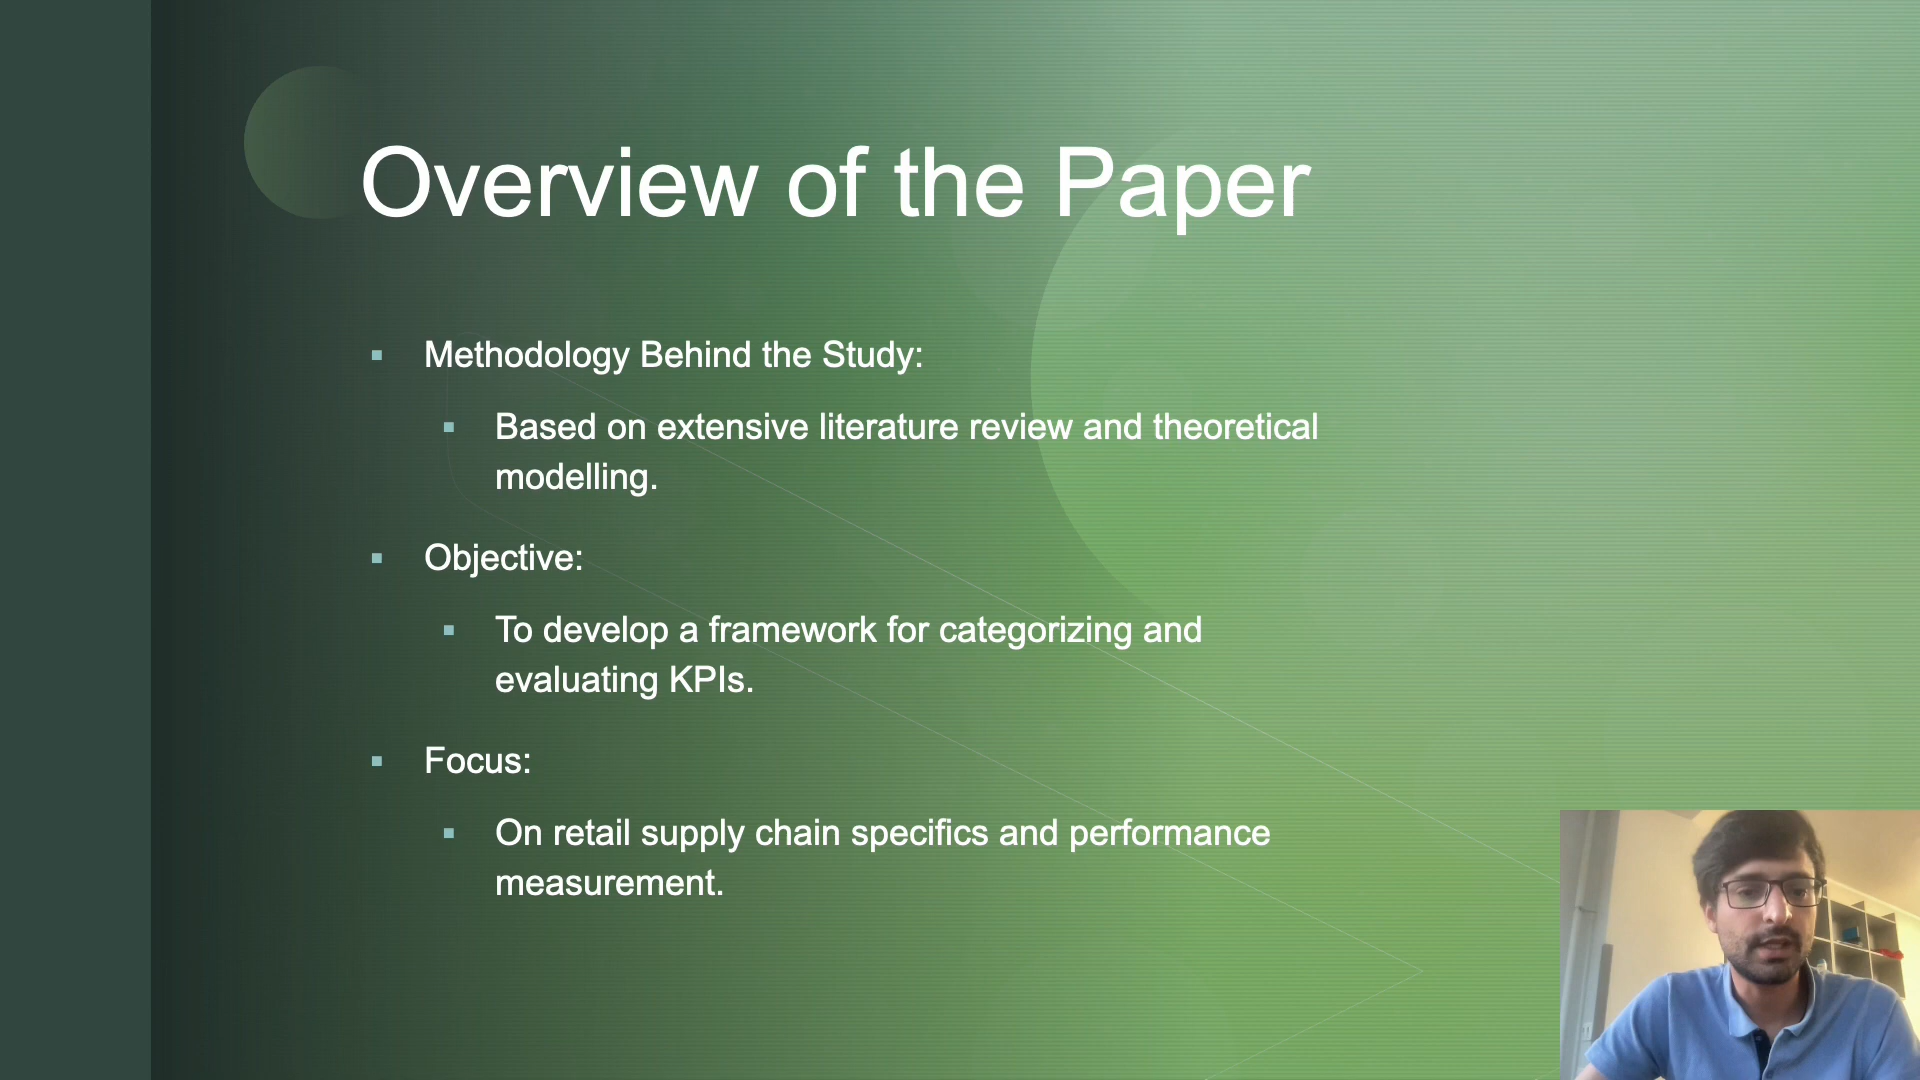 Overview of the Paper
Methodology Behind the Study:
Based on extensive literature review and theoretical
modelling.
Objective:
To develop a framework for categorizing and
evaluating KPIs.
Focus:
On retail supply chain specifics and performance
measurement.